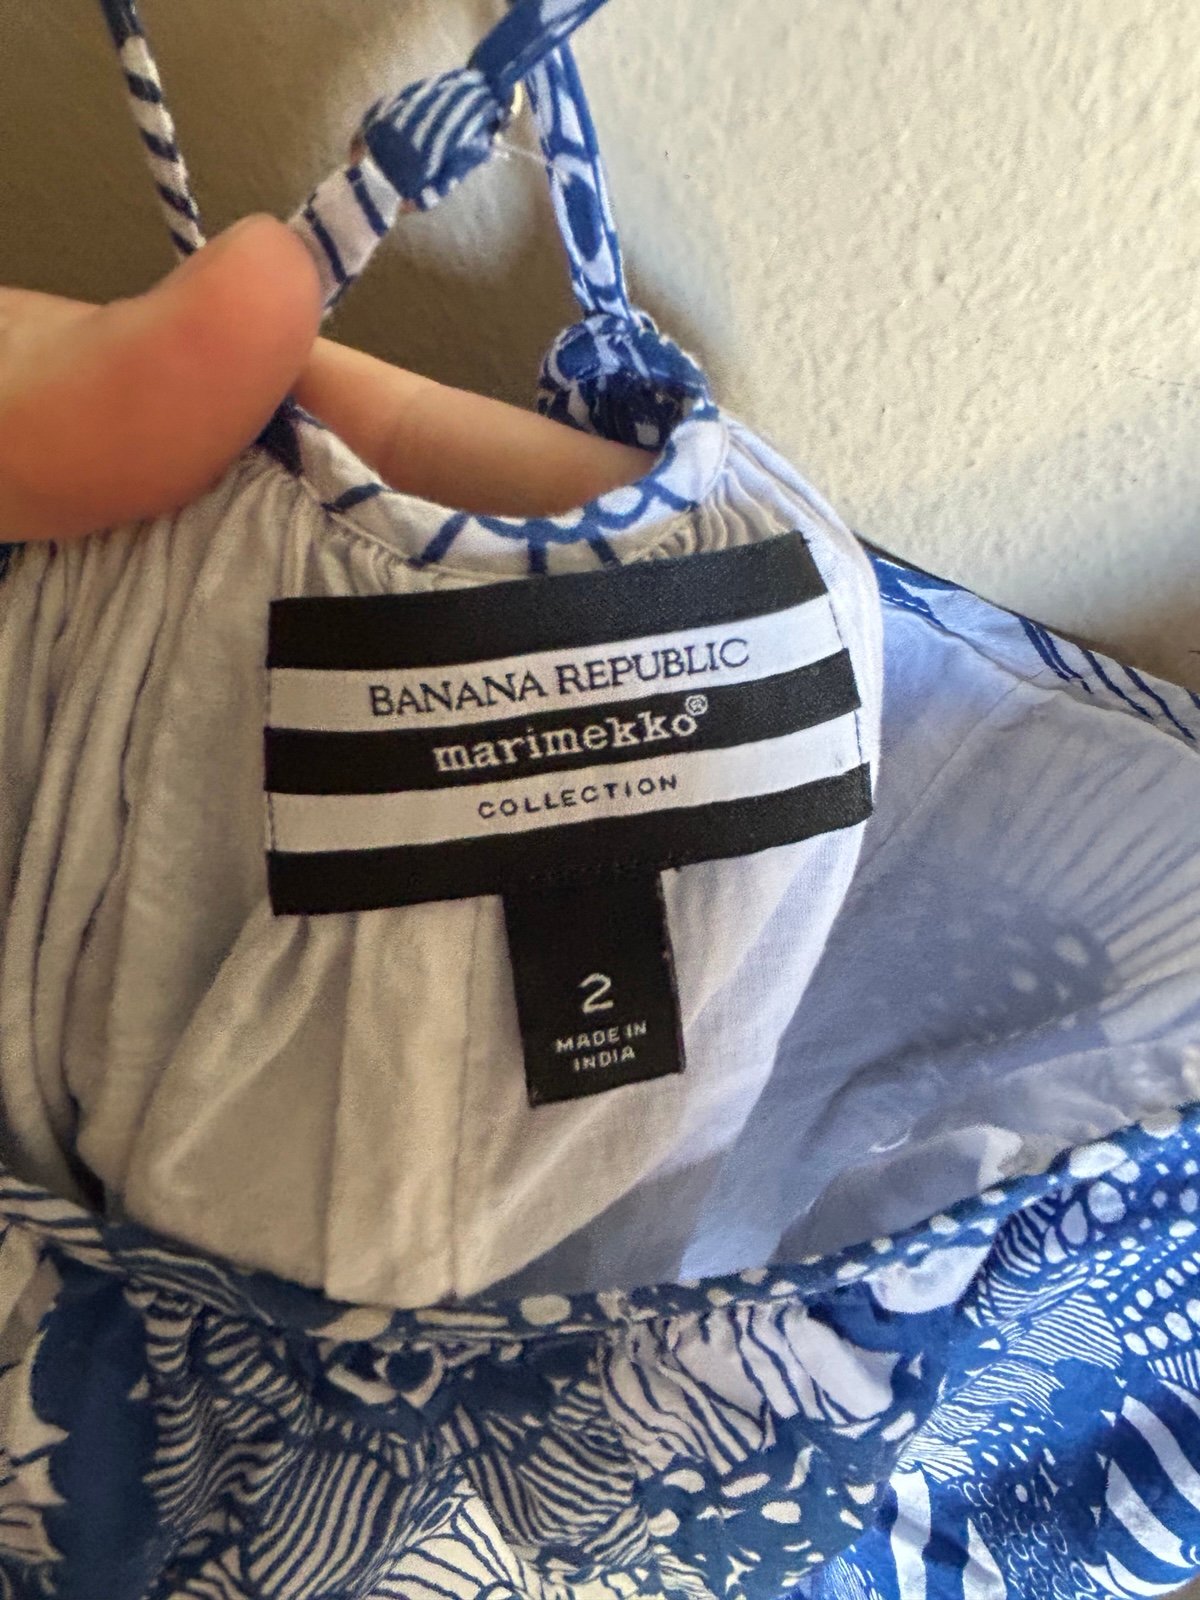 BANANA REPUBLIC
marimekko®
COLLECTION
2
MADE IN
INDIA